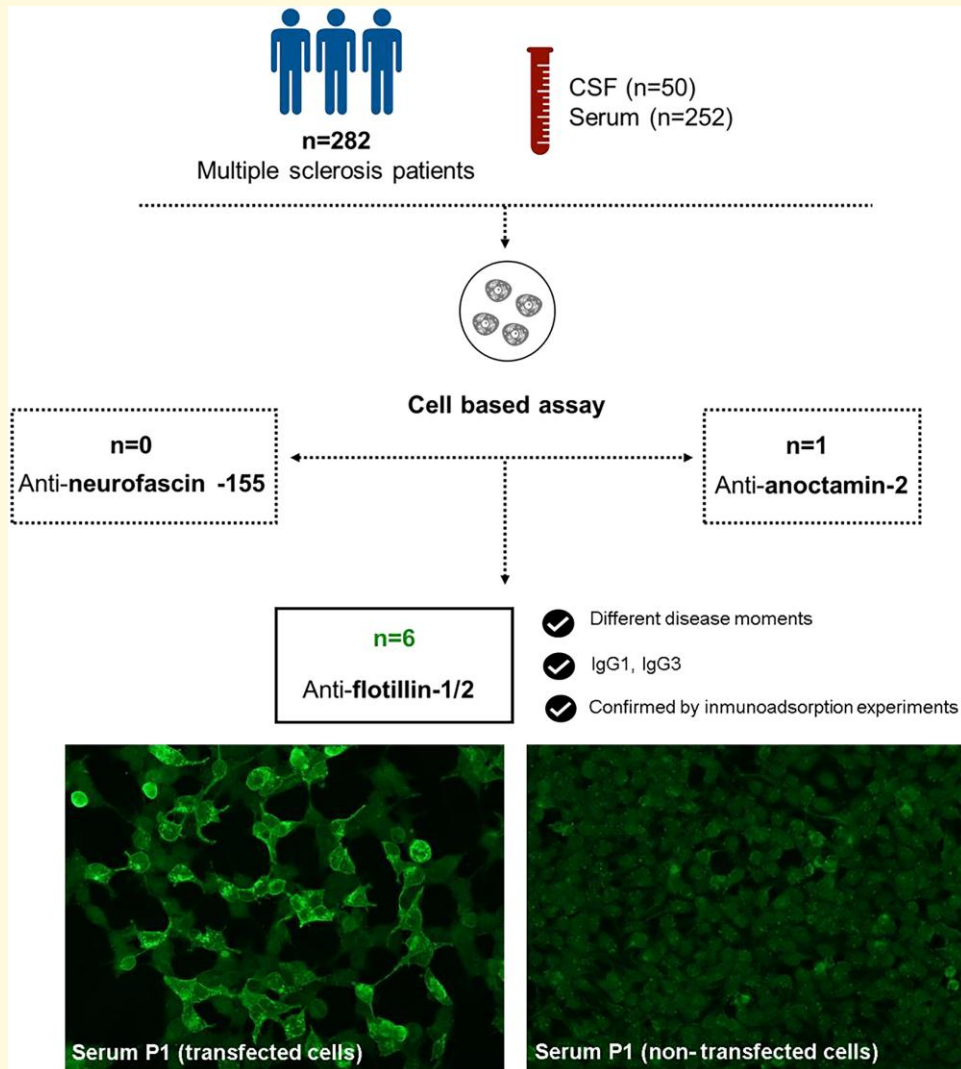 n=282
Multiple sclerosis patients
CSF (n=50)
Serum (n=252)
Cell based assay
n=0
Anti-neurofascin -155
n=1
Anti-anoctamin-2
n=6
Anti-flotillin-1/2
Different disease moments
IgG1, IgG3
Confirmed by inmunoadsorption experiments
Serum P1 (transfected cells)
Serum P1 (non- transfected cells)